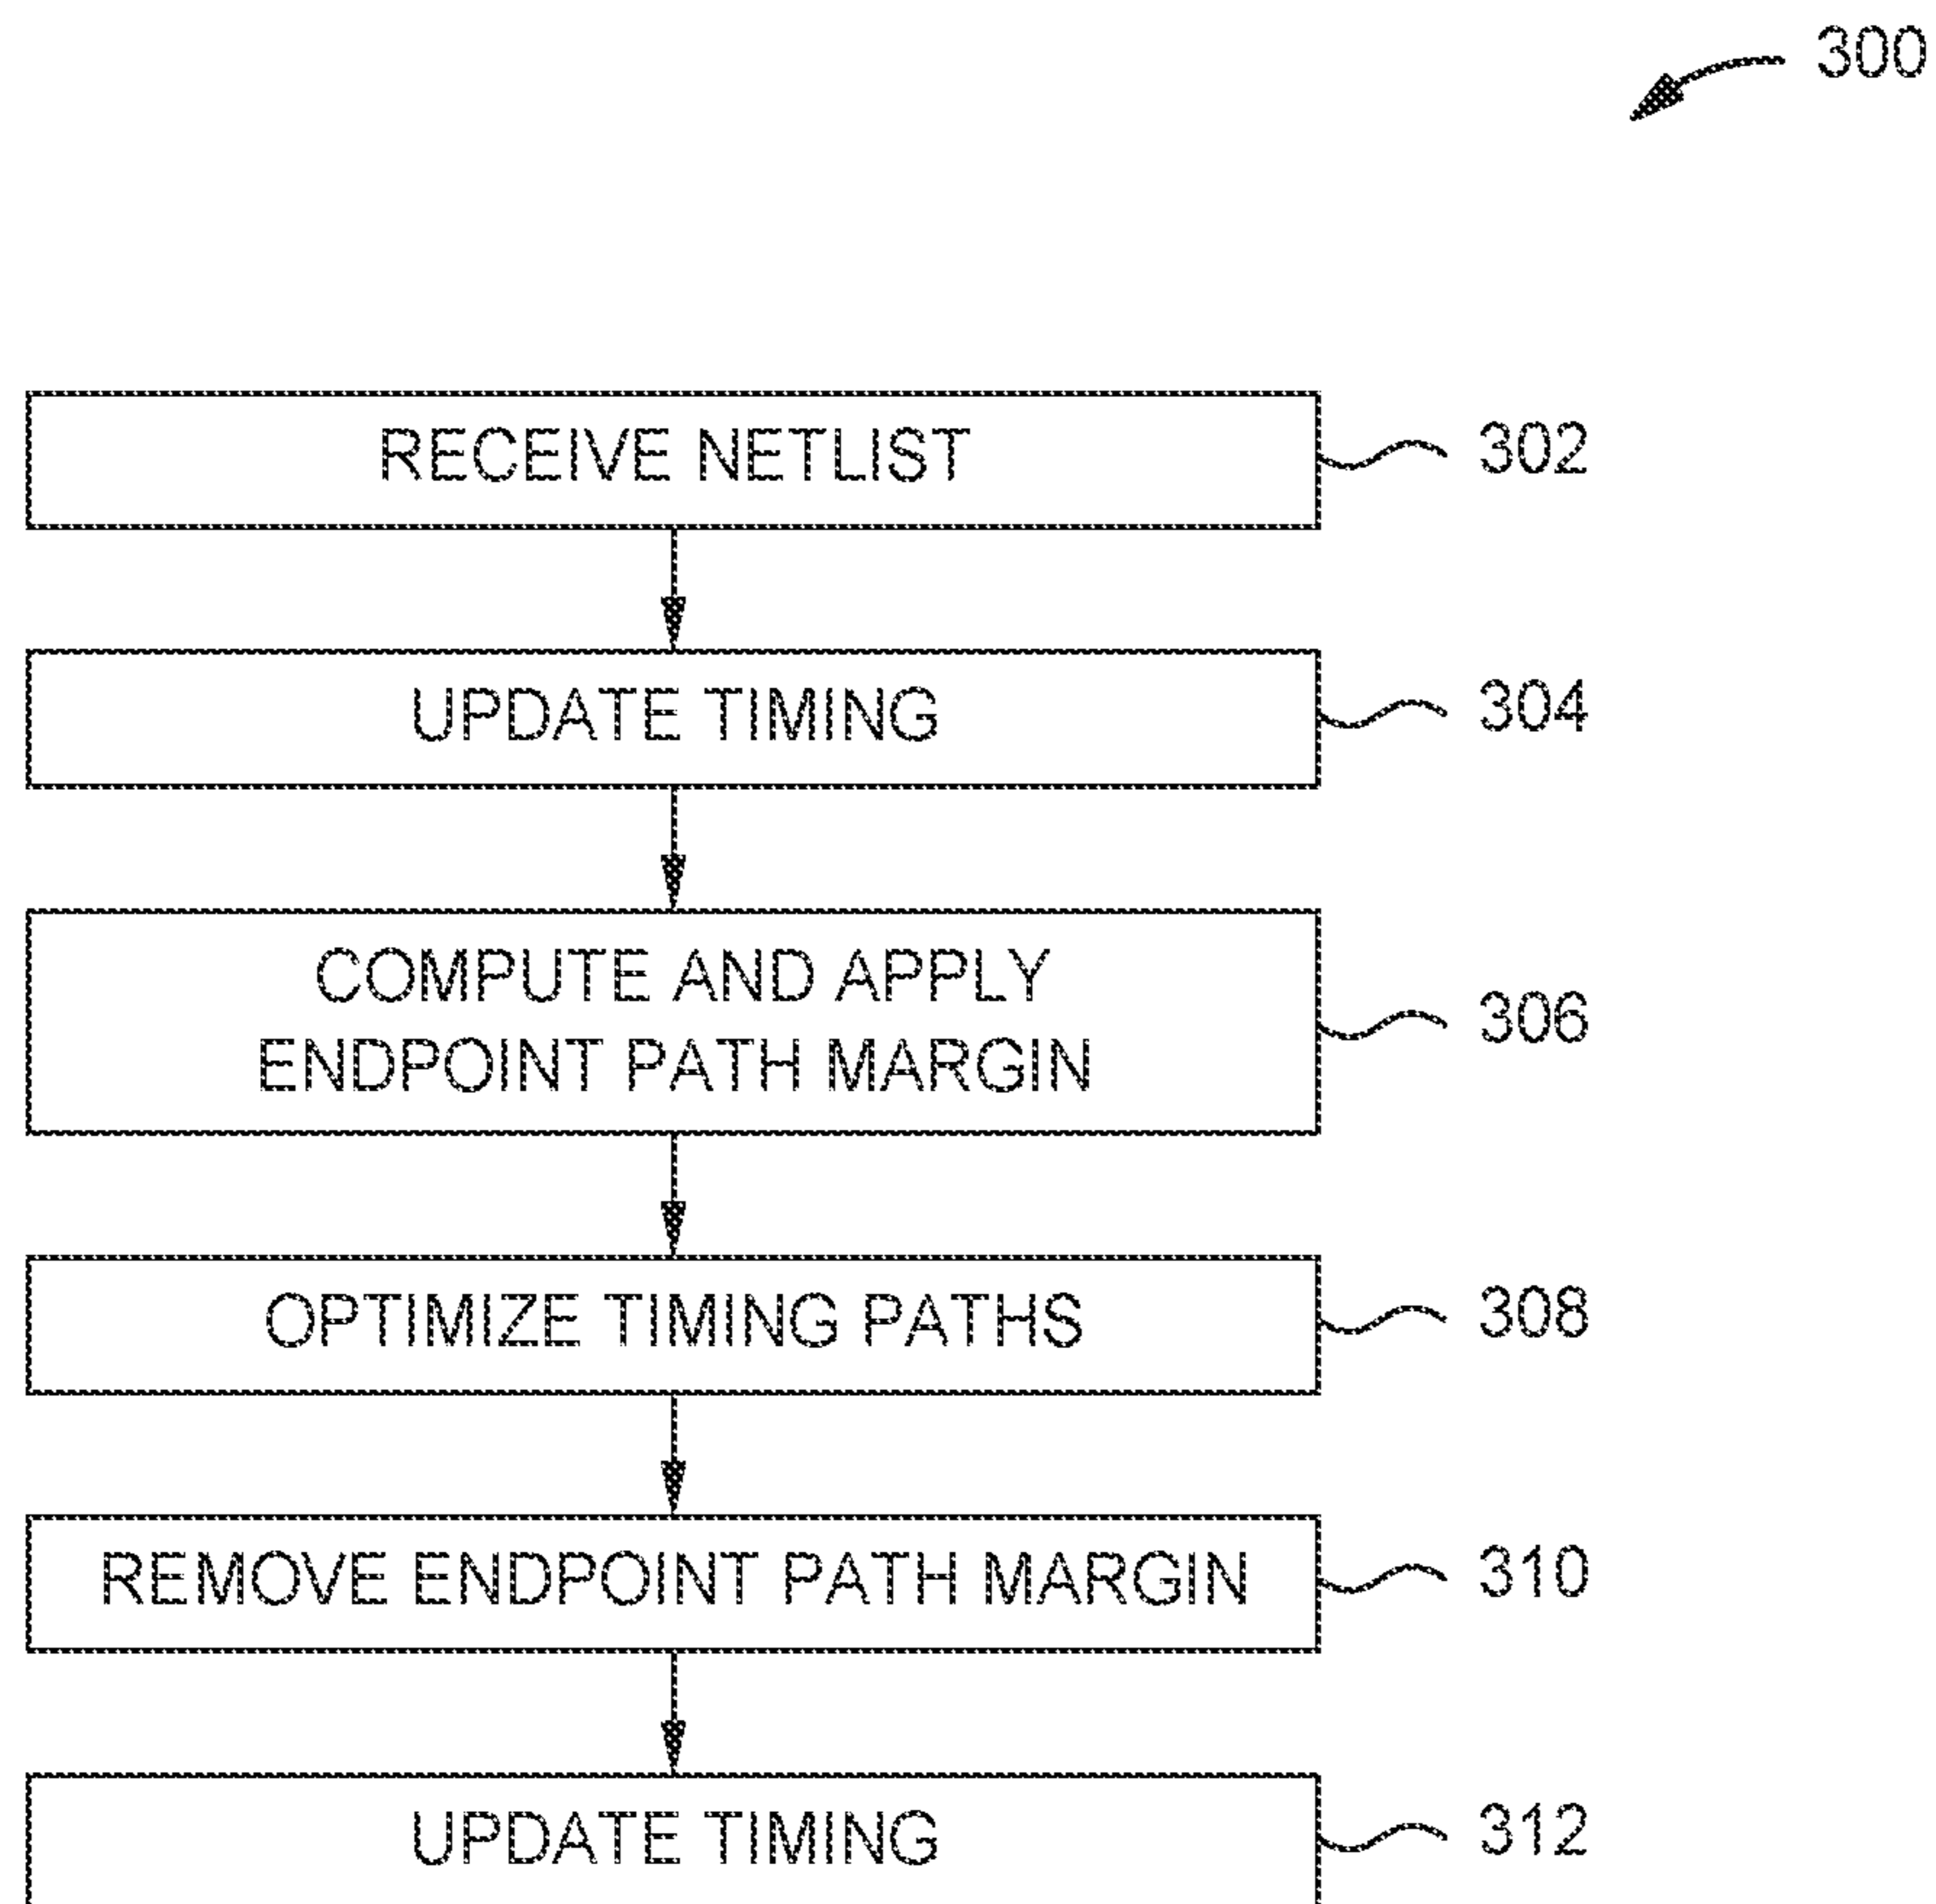 300
RECEIVE NETLIST
302
UPDATE TIMING
304
COMPUTE AND APPLY
ENDPOINT PATH MARGIN
306
OPTIMIZE TIMING PATHS
308
REMOVE ENDPOINT PATH MARGIN
310
UPDATE TIMING
312